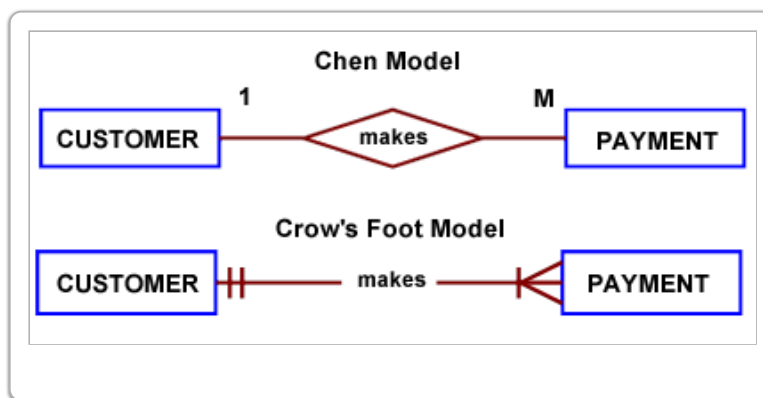 Chen Model
1 M
CUSTOMER makes PAYMENT
Crow's Foot Model
CUSTOMER makes PAYMENT